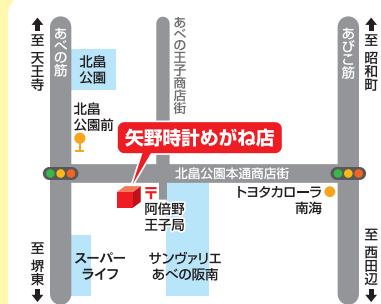 至 天王寺
あべの筋
北畠
公園
あべの王子商店街
あびこ筋
至 昭和町
北畠
公園前
矢野時計めがね店
北畠公園本通商店街
〒
阿倍野
王子局
トヨタカローラ
南海
至 堺東
スーパー
ライフ
サンヴァリエ
あべの阪南
至 西田辺